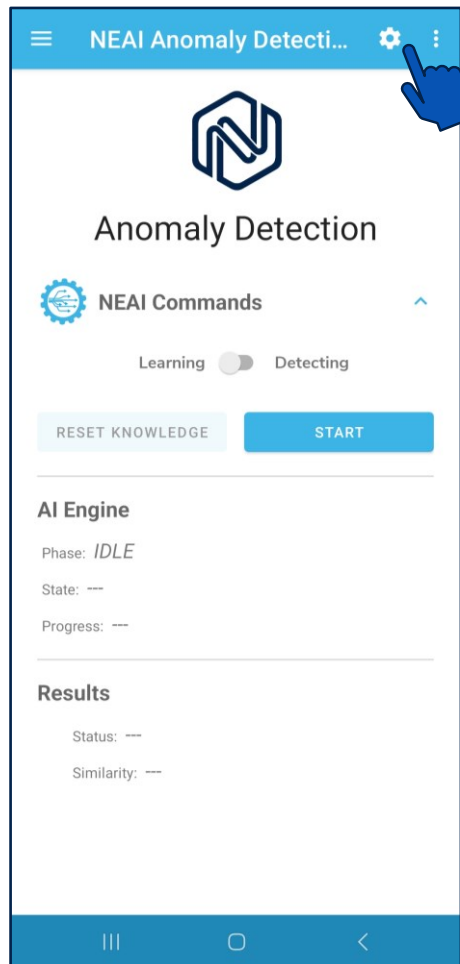 NEAI Anomaly Detecti...
Anomaly Detection
NEAI Commands
Learning Detecting
RESET KNOWLEDGE START
AI Engine
Phase: IDLE
State: ---
Progress: ---
Results
Status: ---
Similarity: ---